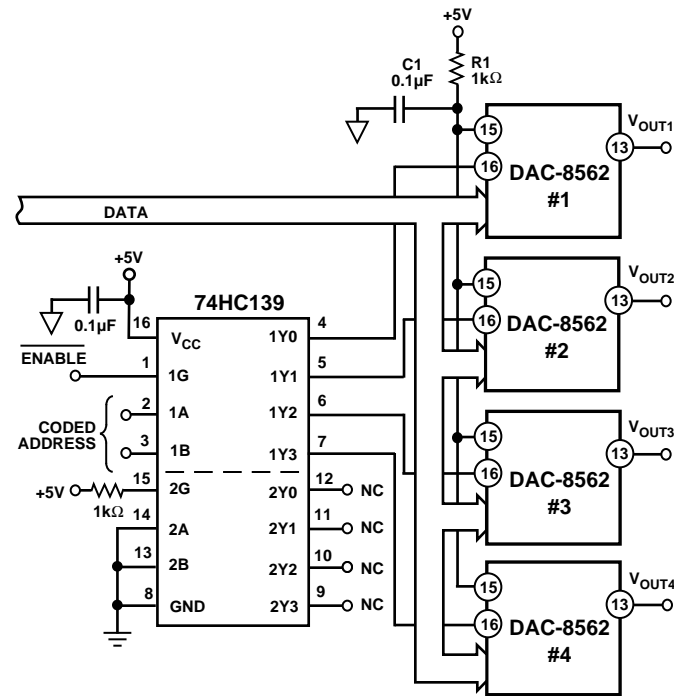 +5V
R1
1kΩ
C1
0.1µF
15
16
DAC-8562
#1
13
VOUT1
DATA
+5V
0.1µF
74HC139
16
VCC
1Y0
4
ENABLE
1
1G
1Y1
5
CODED
ADDRESS
2
1A
1Y2
6
3
1B
1Y3
7
+5V
1kΩ
15
2G
2Y0
12
NC
14
2A
2Y1
11
NC
13
2B
2Y2
10
NC
8
GND
2Y3
9
NC
15
16
DAC-8562
#2
13
VOUT2
15
16
DAC-8562
#3
13
VOUT3
15
16
DAC-8562
#4
13
VOUT4